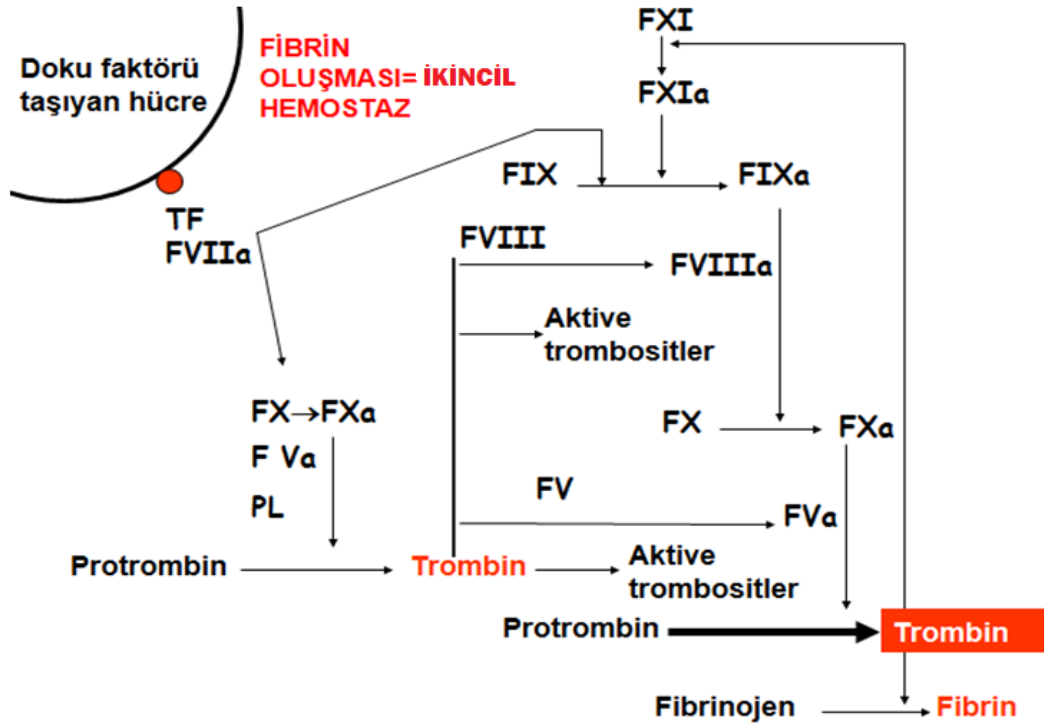 Doku faktörü
taşıyan hücre
FİBRİN
OLUŞMASI= İKİNCİL
HEMOSTAZ
TF
FVIIa
FXI
FXIa
FIX
FIXa
FVIII
FVIIIa
Aktive
trombositler
FX→FXa
F Va
PL
FX
FXa
FV
FVa
Protrombin
Trombin
Aktive
trombositler
Protrombin
Trombin
Fibrinojen
Fibrin